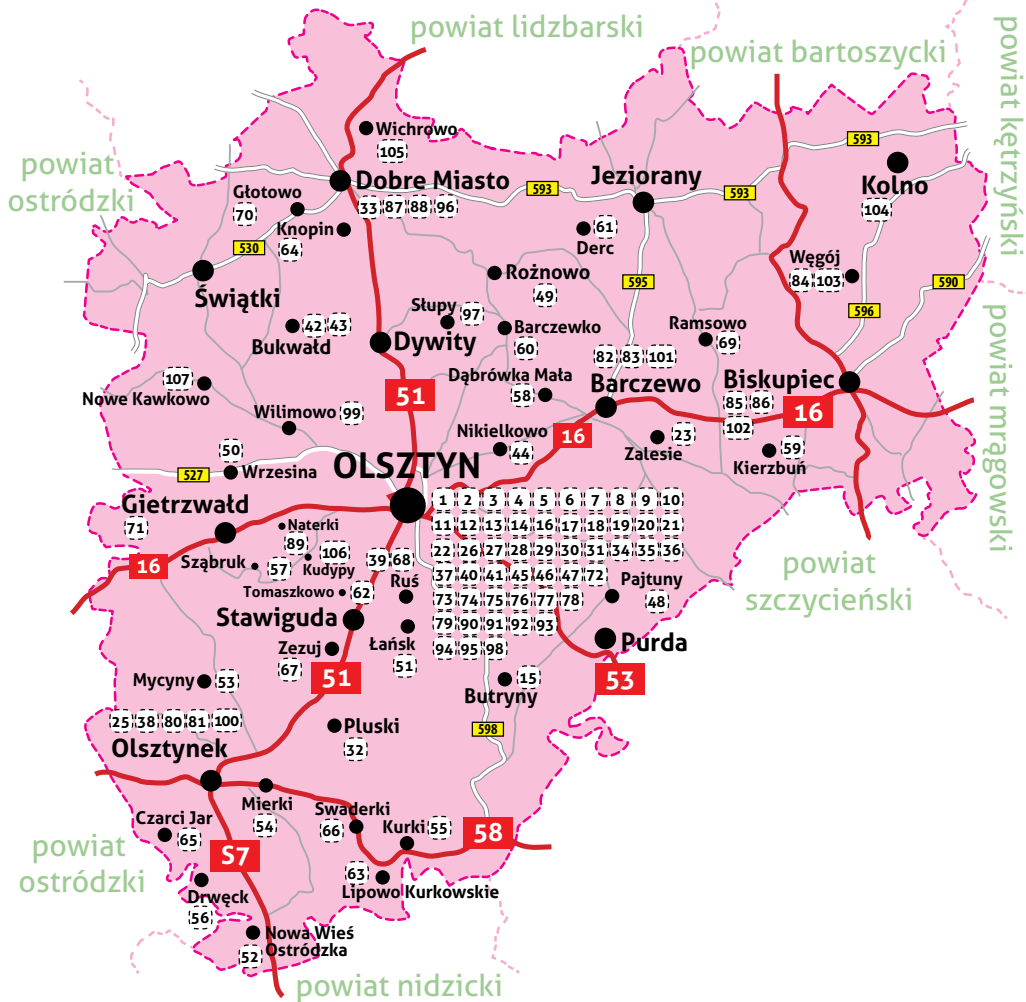 powiat lidzbarski
powiat bartoszycki
powiat kętrzyński
powiat
ostródzki
Wichrowo
105
593
Dobre Miasto
33 87 88 96
593
Jeziorany
593
Kolno
104
Głotowo
70
Knopin
64
530
61
Derc
Węgój
84 103
Świątki
Rożnowo
49
595
590
596
Słupy
97
42 43
Bukwałd
Dywity
Barczewko
60
Ramsowo
69
powiat mrągowski
107
Nowe Kawkowo
51
Dąbrówka Mała
58
82 83 101
Barczewo
Biskupiec
85 86
102
16
Wilimowo
99
Nikielkowo
44
16
23
Zalesie
59
Kierzbuń
50
Wrzesina
527
OLSZTYN
Gietrzwałd
71
1 2 3 4 5 6 7 8 9 10
11 12 13 14 16 17 18 19 20 21
22 26 27 28 29 30 31 34 35 36
37 40 41 45 46 47 72
73 74 75 76 77 78
79 90 91 92 93
94 95 98
Naterki
89
106
Kudypy
39 68
Ruś
16
Sząbruk
57
Tomaszkowo
62
Pajtuny
48
powiat
szczycieński
Stawiguda
Łańsk
51
Purda
53
Zezuj
67
51
Mycyny
53
15
Butryny
25 38 80 81 100
Olsztynek
Pluski
32
598
Mierki
54
Swaderki
66
Kurki
55
58
Czarci Jar
65
S7
powiat
ostródzki
63
Lipowo Kurkowskie
Drwęck
56
Nowa Wieś
Ostródzka
52
powiat nidzicki